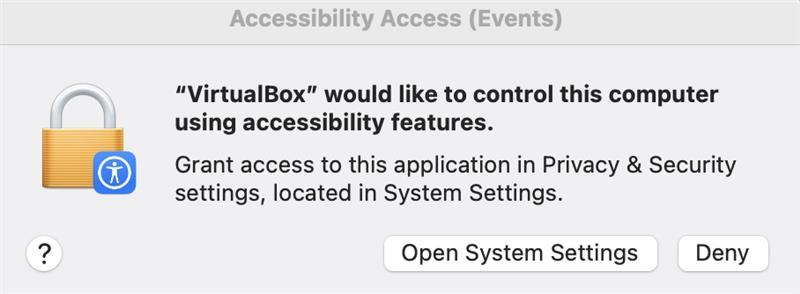 Accessibility Access (Events)
“VirtualBox” would like to control this computer
using accessibility features.
Grant access to this application in Privacy & Security
settings, located in System Settings.
?
Open System Settings
Deny